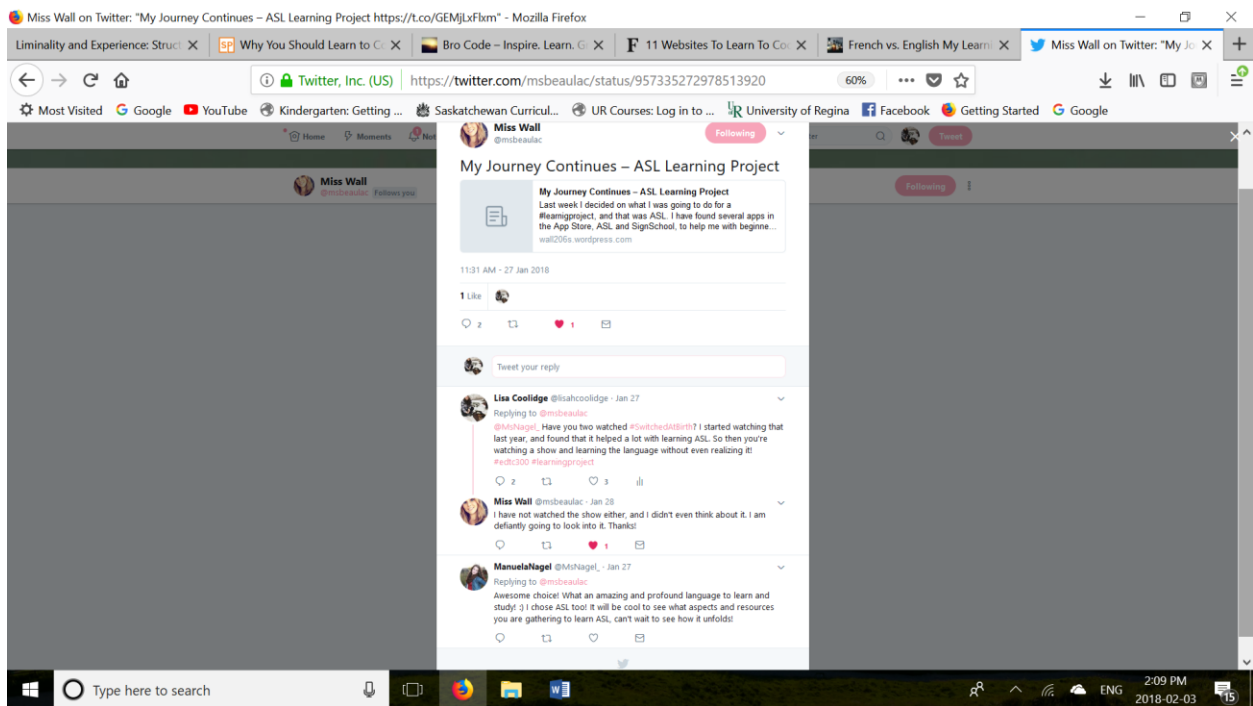 Miss Wall on Twitter: "My Journey Continues – ASL Learning Project https://t.co/GEMjLxFlxm" - Mozilla Firefox
Liminality and Experience: Struct
SP Why You Should Learn to Co
Bro Code – Inspire. Learn. G
F 11 Websites To Learn To Coc
French vs. English My Learni
Miss Wall on Twitter: "My Jo
Twitter, Inc. (US) https://twitter.com/msbeaulac/status/957335272978513920 60%
Most Visited Google YouTube Kindergarten: Getting ... Saskatchewan Curricul... UR Courses: Log in to ... University of Regina Facebook Getting Started Google
Home Moments Not
Tweet
Miss Wall
@msbeaulac Follows you
Following
Miss Wall
@msbeaulac
Following
My Journey Continues – ASL Learning Project
My Journey Continues – ASL Learning Project
Last week I decided on what I was going to do for a
#learnigproject, and that was ASL. I have found several apps in
the App Store, ASL and SignSchool, to help me with beginne...
wall206s.wordpress.com
11:31 AM - 27 Jan 2018
1 Like
2 1
Tweet your reply
Lisa Coolidge @lisahcoolidge · Jan 27
Replying to @msbeaulac
@MsNagel_ Have you two watched #SwitchedAtBirth? I started watching that
last year, and found that it helped a lot with learning ASL. So then you're
watching a show and learning the language without even realizing it!
#edtc300 #learningproject
2 3
Miss Wall @msbeaulac · Jan 28
I have not watched the show either, and I didn't even think about it. I am
defiantly going to look into it. Thanks!
1
ManuelaNagel @MsNagel_ · Jan 27
Replying to @msbeaulac
Awesome choice! What an amazing and profound language to learn and
study! :) I chose ASL too! It will be cool to see what aspects and resources
you are gathering to learn ASL, can't wait to see how it unfolds!
Type here to search
ENG
2:09 PM
2018-02-03
15